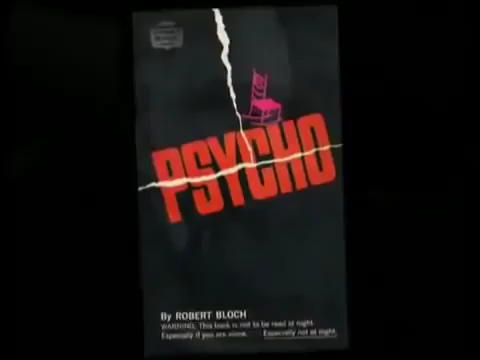 PSYCHO
By ROBERT BLOCH
WARNING: This book is not to be read at night.
Especially if you are alone. Especially not at night.